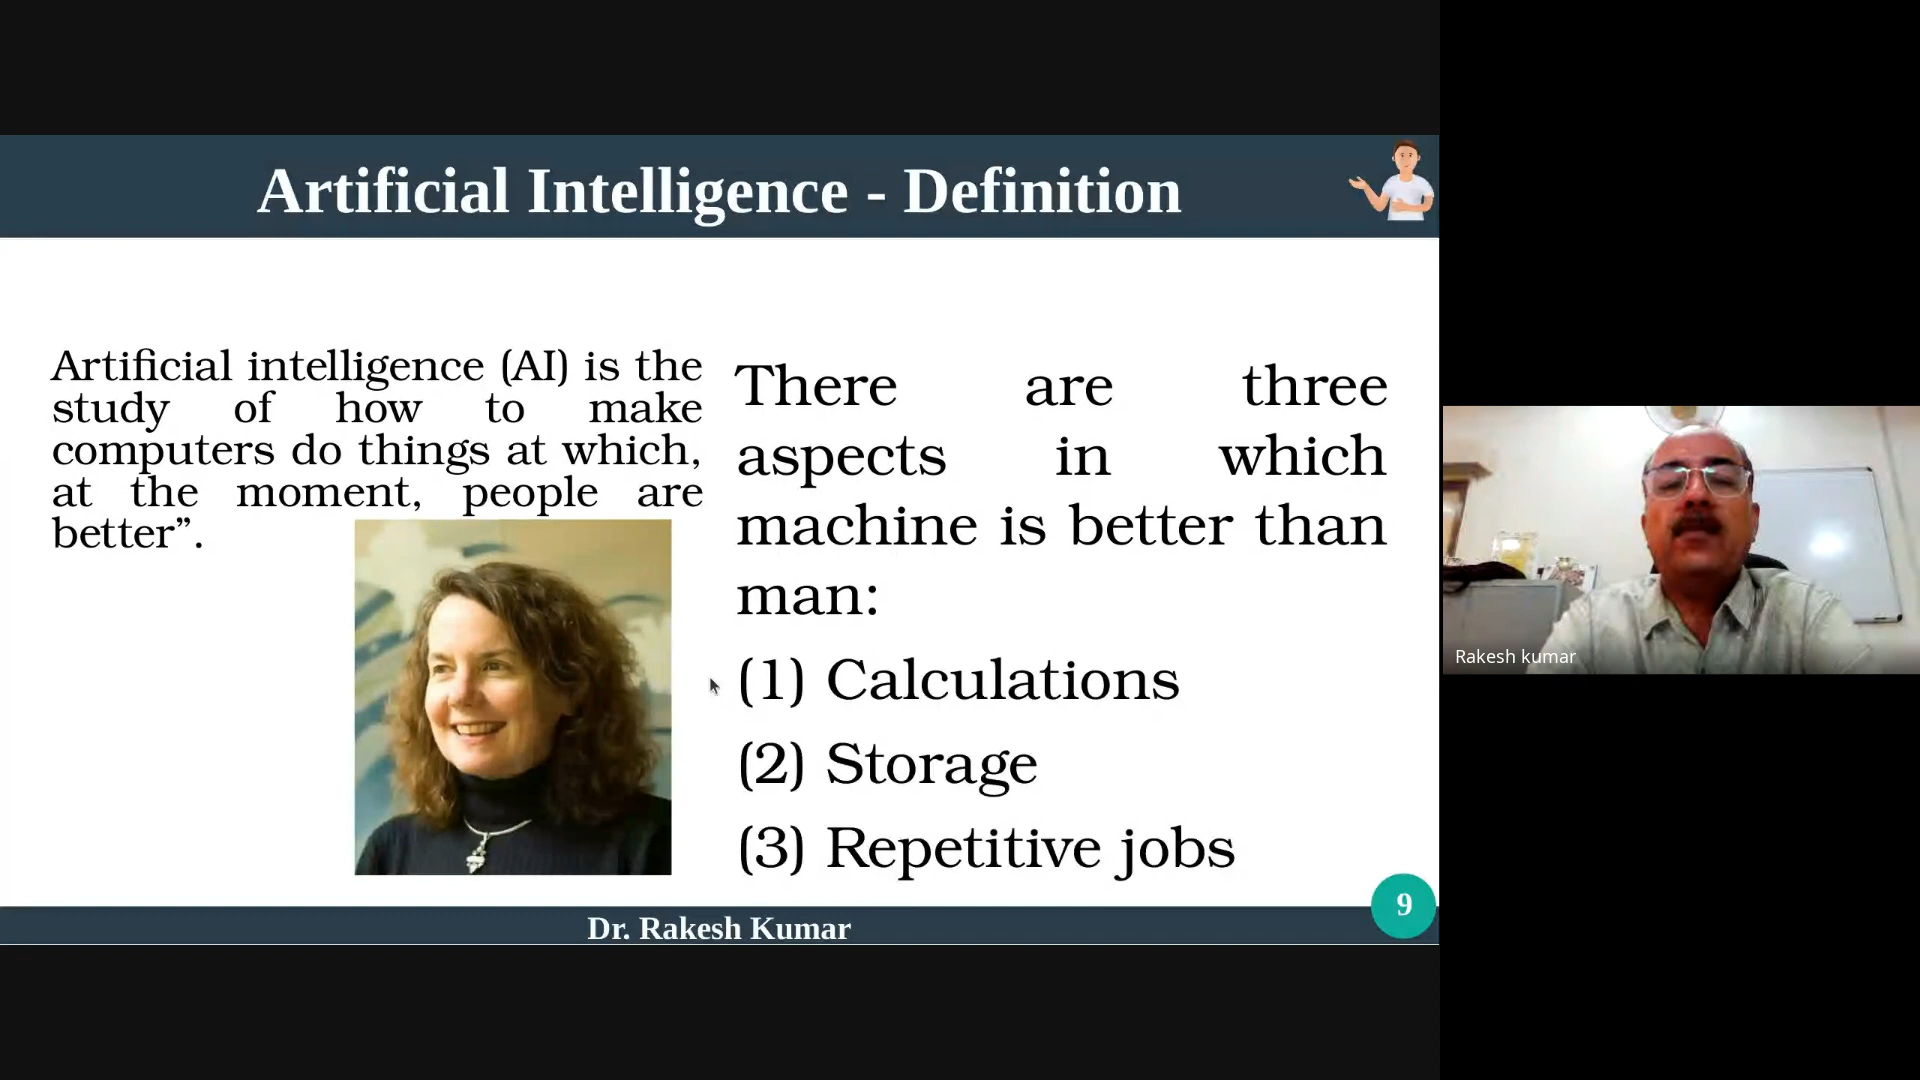 Artificial Intelligence - Definition
Artificial intelligence (AI) is the
study of how to make
computers do things at which,
at the moment, people are
better”.
There are three
aspects in which
machine is better than
man:
(1) Calculations
(2) Storage
(3) Repetitive jobs
9
Dr. Rakesh Kumar
Rakesh kumar